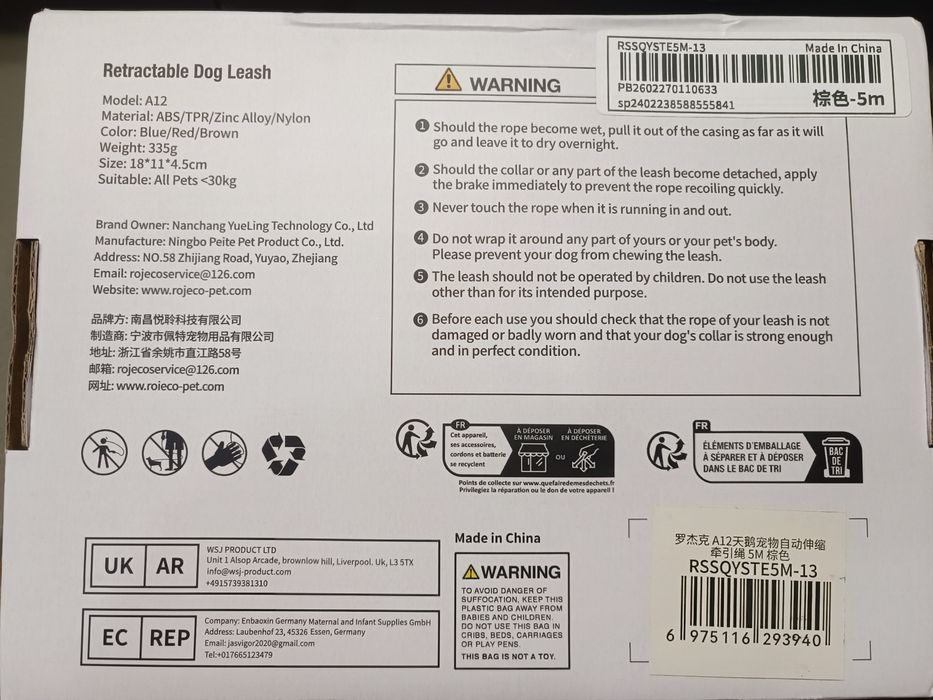 Retractable Dog Leash
Model: A12
Material: ABS/TPR/Zinc Alloy/Nylon
Color: Blue/Red/Brown
Weight: 335g
Size: 18*11*4.5cm
Suitable: All Pets <30kg
Brand Owner: Nanchang YueLing Technology Co., Ltd
Manufacture: Ningbo Peite Pet Product Co., Ltd.
Address: NO.58 Zhijiang Road, Yuyao, Zhejiang
Email: rojecoservice@126.com
Website: www.rojeco-pet.com
品牌方: 南昌悦聆科技有限公司
制造商: 宁波市佩特宠物用品有限公司
地址: 浙江省余姚市直江路58号
邮箱: rojecoservice@126.com
网址: www.rojeco-pet.com
RSSQYSTE5M-13 Made In China
PB2602270110633
sp2402238588555841 棕色-5m
WARNING
1 Should the rope become wet, pull it out of the casing as far as it will
go and leave it to dry overnight.
2 Should the collar or any part of the leash become detached, apply
the brake immediately to prevent the rope recoiling quickly.
3 Never touch the rope when it is running in and out.
4 Do not wrap it around any part of yours or your pet's body.
Please prevent your dog from chewing the leash.
5 The leash should not be operated by children. Do not use the leash
other than for its intended purpose.
6 Before each use you should check that the rope of your leash is not
damaged or badly worn and that your dog's collar is strong enough
and in perfect condition.
FR
Cet appareil,
ses accessoires,
cordons et batterie
se recyclent
À DÉPOSER
EN MAGASIN
OU
À DÉPOSER
EN DÉCHÈTERIE
Points de collecte sur www.quefairedemesdechets.fr
Privilegiez la réparation ou le don de votre appareil !
FR
ÉLÉMENTS D'EMBALLAGE
À SÉPARER ET À DÉPOSER
DANS LE BAC DE TRI
BAC
DE
TRI
UK AR
WSJ PRODUCT LTD
Unit 1 Alsop Arcade, brownlow hill, Liverpool. Uk, L3 5TX
info@wsj-product.com
+4915739381310
EC REP
Company: Enbaoxin Germany Maternal and Infant Supplies GmbH
Address: Laubenhof 23, 45326 Essen, Germany
Email: jasvigor2020@gmail.com
Tel:+017665123479
Made in China
WARNING
TO AVOID DANGER OF
SUFFOCATION, KEEP THIS
PLASTIC BAG AWAY FROM
BABIES AND CHILDREN.
DO NOT USE THIS BAG IN
CRIBS, BEDS, CARRIAGES
OR PLAY PENS.
THIS BAG IS NOT A TOY.
罗杰克 A12天鹅宠物自动伸缩
牵引绳 5M 棕色
RSSQYSTE5M-13
6 975116 293940